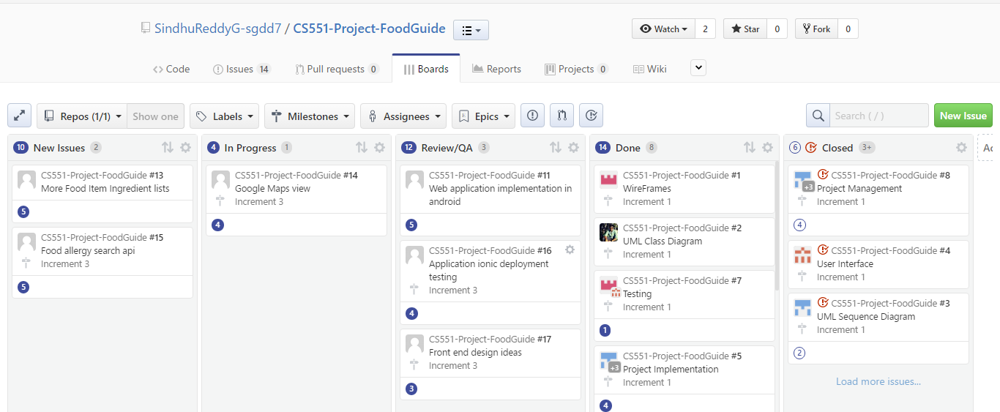 SindhuReddyG-sgdd7 / CS551-Project-FoodGuide
Watch 2 Star 0 Fork 0
Code Issues 14 Pull requests 0 Boards Reports Projects 0 Wiki
Repos (1/1) Show one Labels Milestones Assignees E Epics Search ( / ) New Issue
10 New Issues 2
CS551-Project-FoodGuide #13
More Food Item Ingredient lists
5
CS551-Project-FoodGuide #15
Food allergy search api
Increment 3
5
4 In Progress 1
CS551-Project-FoodGuide #14
Google Maps view
Increment 3
4
12 Review/QA 3
CS551-Project-FoodGuide #11
Web application implementation in
android
5
CS551-Project-FoodGuide #16
Application ionic deployment
testing
Increment 3
4
CS551-Project-FoodGuide #17
Front end design ideas
Increment 3
3
14 Done 8
CS551-Project-FoodGuide #1
WireFrames
Increment 1
CS551-Project-FoodGuide #2
UML Class Diagram
Increment 1
CS551-Project-FoodGuide #7
Testing
Increment 1
1
CS551-Project-FoodGuide #5
+3 Project Implementation
Increment 1
4
6 Closed 3+
CS551-Project-FoodGuide #8
+3 Project Management
Increment 1
4
CS551-Project-FoodGuide #4
User Interface
Increment 1
CS551-Project-FoodGuide #3
UML Sequence Diagram
Increment 1
2
Load more issues...